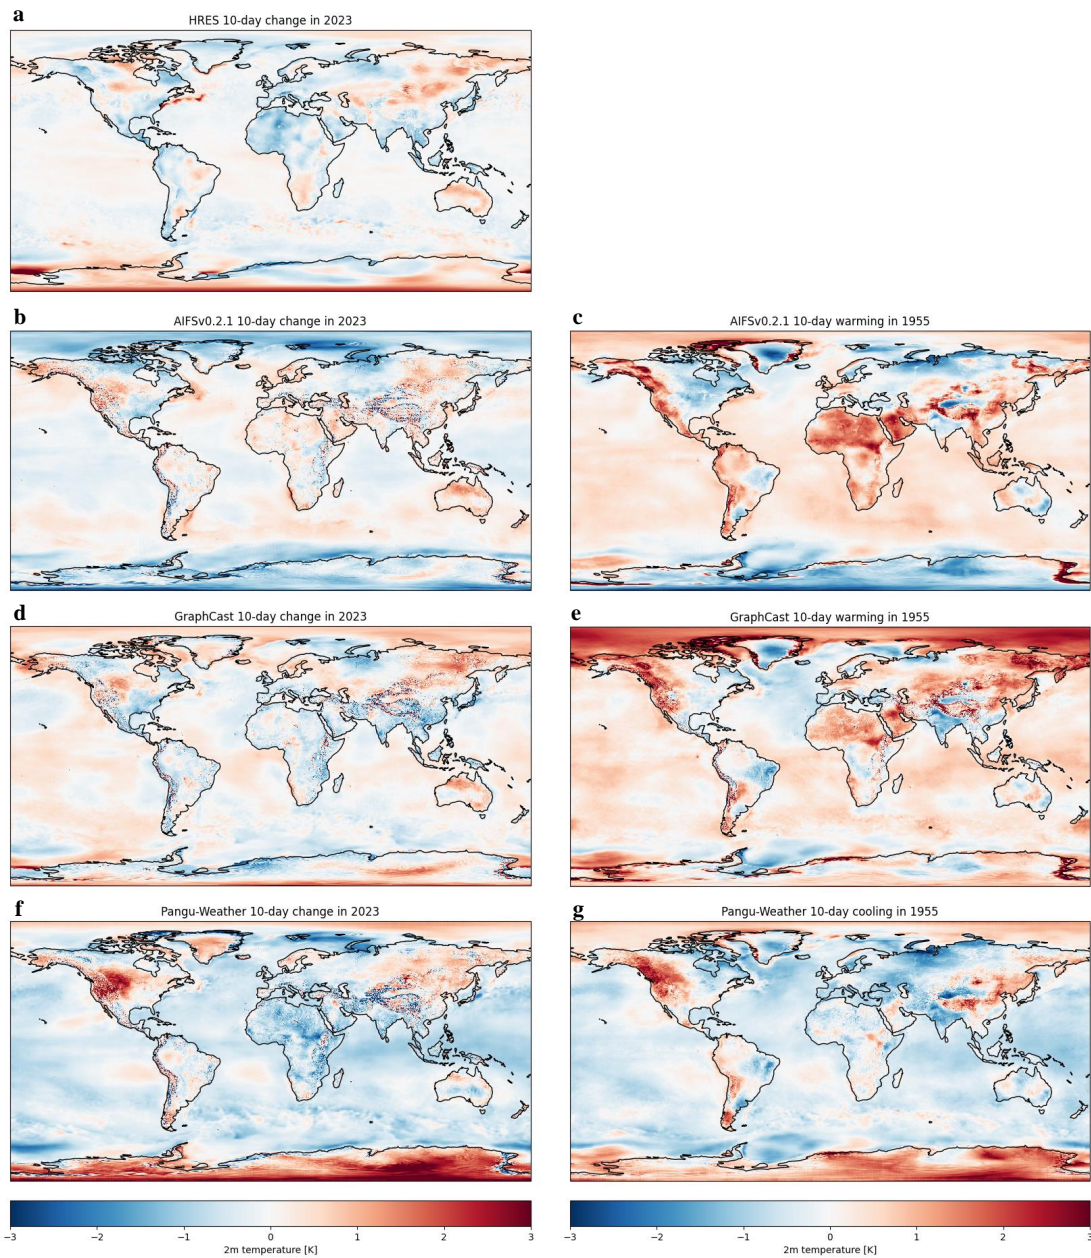 a
HRES 10-day change in 2023
b
AIFSv0.2.1 10-day change in 2023
c
AIFSv0.2.1 10-day warming in 1955
d
GraphCast 10-day change in 2023
e
GraphCast 10-day warming in 1955
f
Pangu-Weather 10-day change in 2023
g
Pangu-Weather 10-day cooling in 1955
−3 −2 −1 0 1 2 3
2m temperature [K]
−3 −2 −1 0 1 2 3
2m temperature [K]